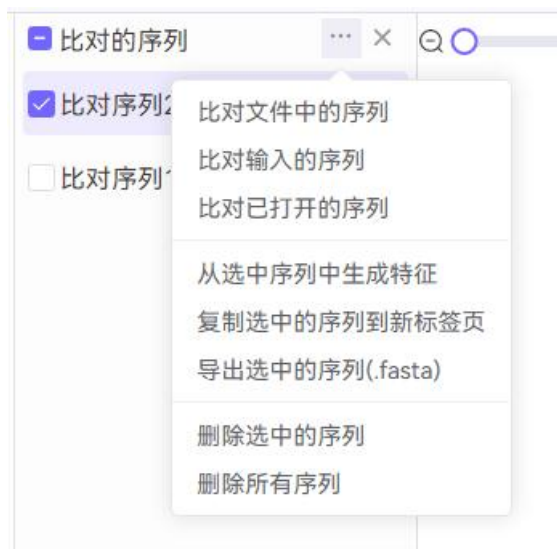 比对的序列
比对序列2
比对序列1
比对文件中的序列
比对输入的序列
比对已打开的序列
从选中序列中生成特征
复制选中的序列到新标签页
导出选中的序列(.fasta)
删除选中的序列
删除所有序列